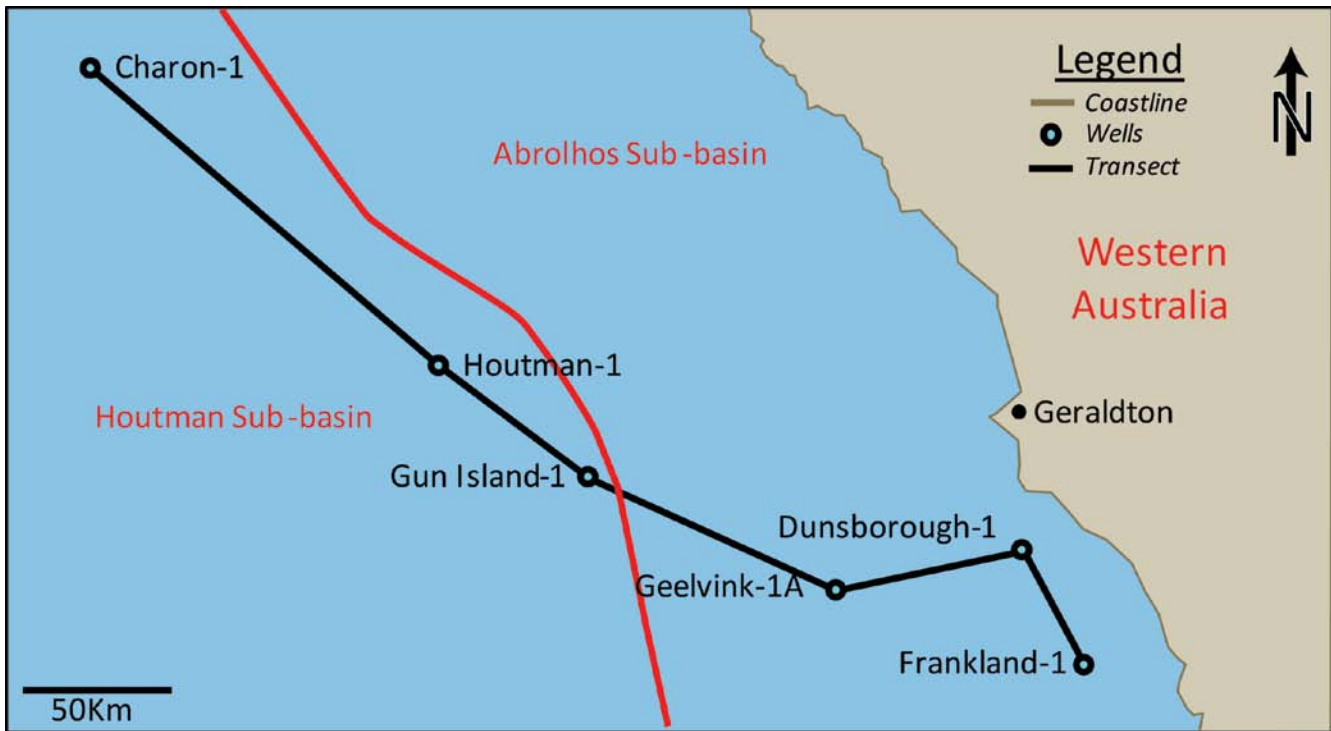 Charon-1
Abrolhos Sub-basin
Legend
Coastline
Wells
Transect
N
Western
Australia
Houtman-1
Houtman Sub-basin
Geraldton
Gun Island-1
Dunsborough-1
Geelvink-1A
Frankland-1
50Km